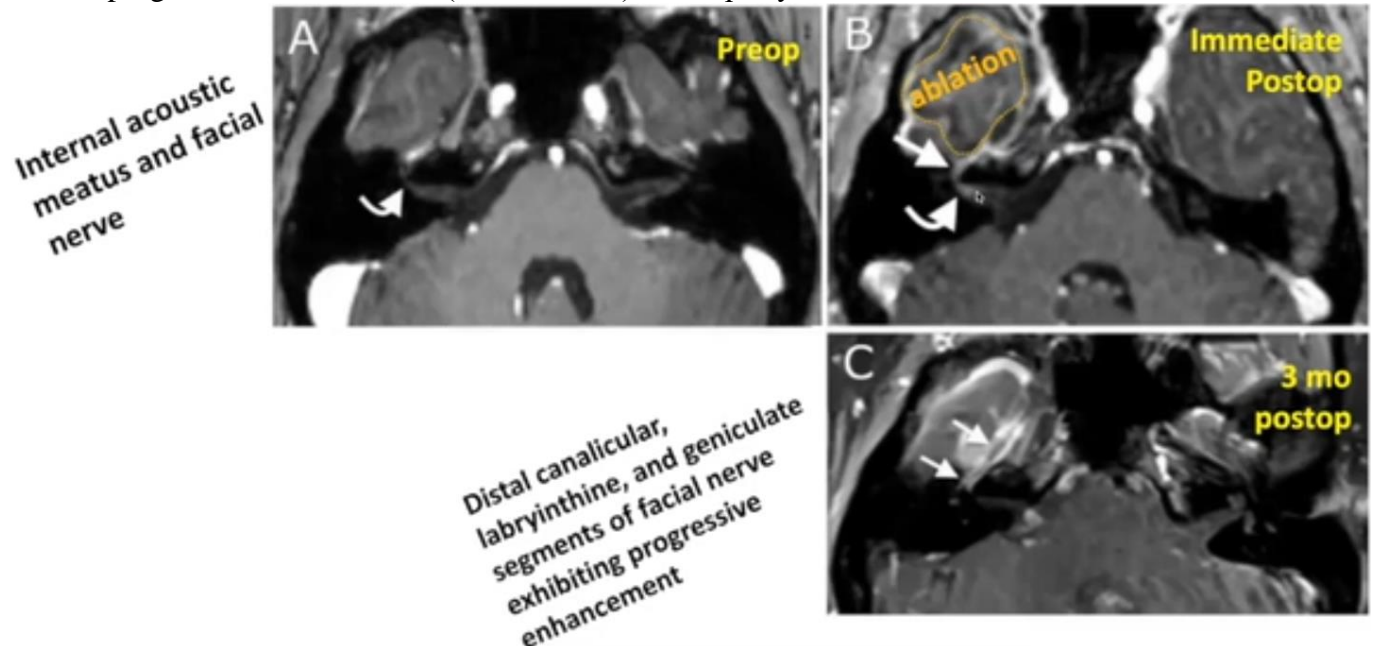 A
Preop
B
Immediate
Postop
ablation
Internal acoustic
meatus and facial
nerve
C
3 mo
postop
Distal canalicular,
labryinthine, and geniculate
segments of facial nerve
exhibiting progressive
enhancement